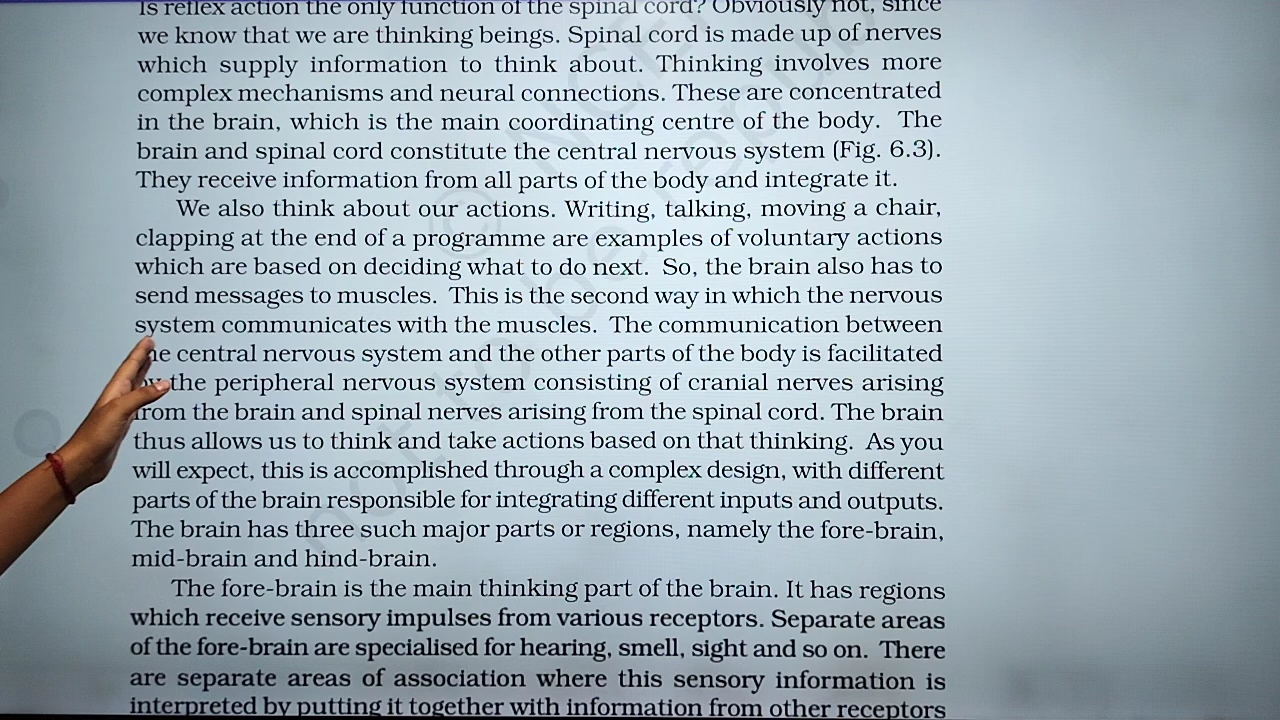 Is reflex action the only function of the spinal cord? Obviously not, since
we know that we are thinking beings. Spinal cord is made up of nerves
which supply information to think about. Thinking involves more
complex mechanisms and neural connections. These are concentrated
in the brain, which is the main coordinating centre of the body. The
brain and spinal cord constitute the central nervous system (Fig. 6.3).
They receive information from all parts of the body and integrate it.
We also think about our actions. Writing, talking, moving a chair,
clapping at the end of a programme are examples of voluntary actions
which are based on deciding what to do next. So, the brain also has to
send messages to muscles. This is the second way in which the nervous
system communicates with the muscles. The communication between
central nervous system and the other parts of the body is facilitated
by the peripheral nervous system consisting of cranial nerves arising
from the brain and spinal nerves arising from the spinal cord. The brain
thus allows us to think and take actions based on that thinking. As you
will expect, this is accomplished through a complex design, with different
parts of the brain responsible for integrating different inputs and outputs.
The brain has three such major parts or regions, namely the fore-brain,
mid-brain and hind-brain.
The fore-brain is the main thinking part of the brain. It has regions
which receive sensory impulses from various receptors. Separate areas
of the fore-brain are specialised for hearing, smell, sight and so on. There
are separate areas of association where this sensory information is
interpreted by putting it together with information from other receptors